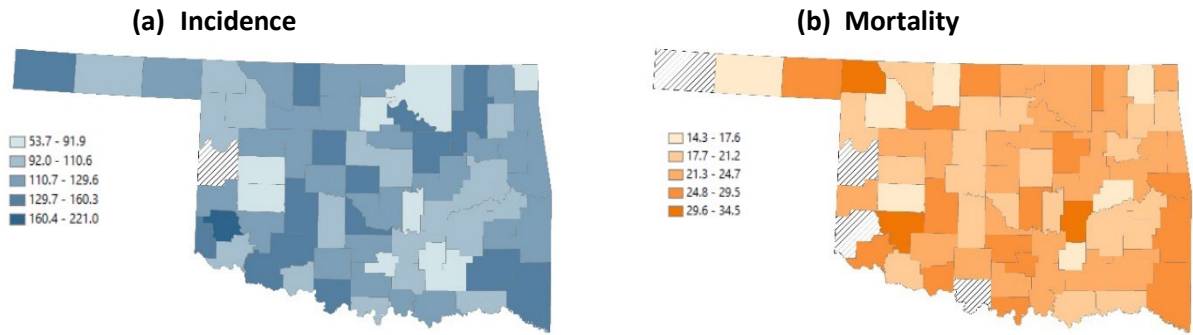 (a) Incidence
53.7 - 91.9
92.0 - 110.6
110.7 - 129.6
129.7 - 160.3
160.4 - 221.0
(b) Mortality
14.3 - 17.6
17.7 - 21.2
21.3 - 24.7
24.8 - 29.5
29.6 - 34.5